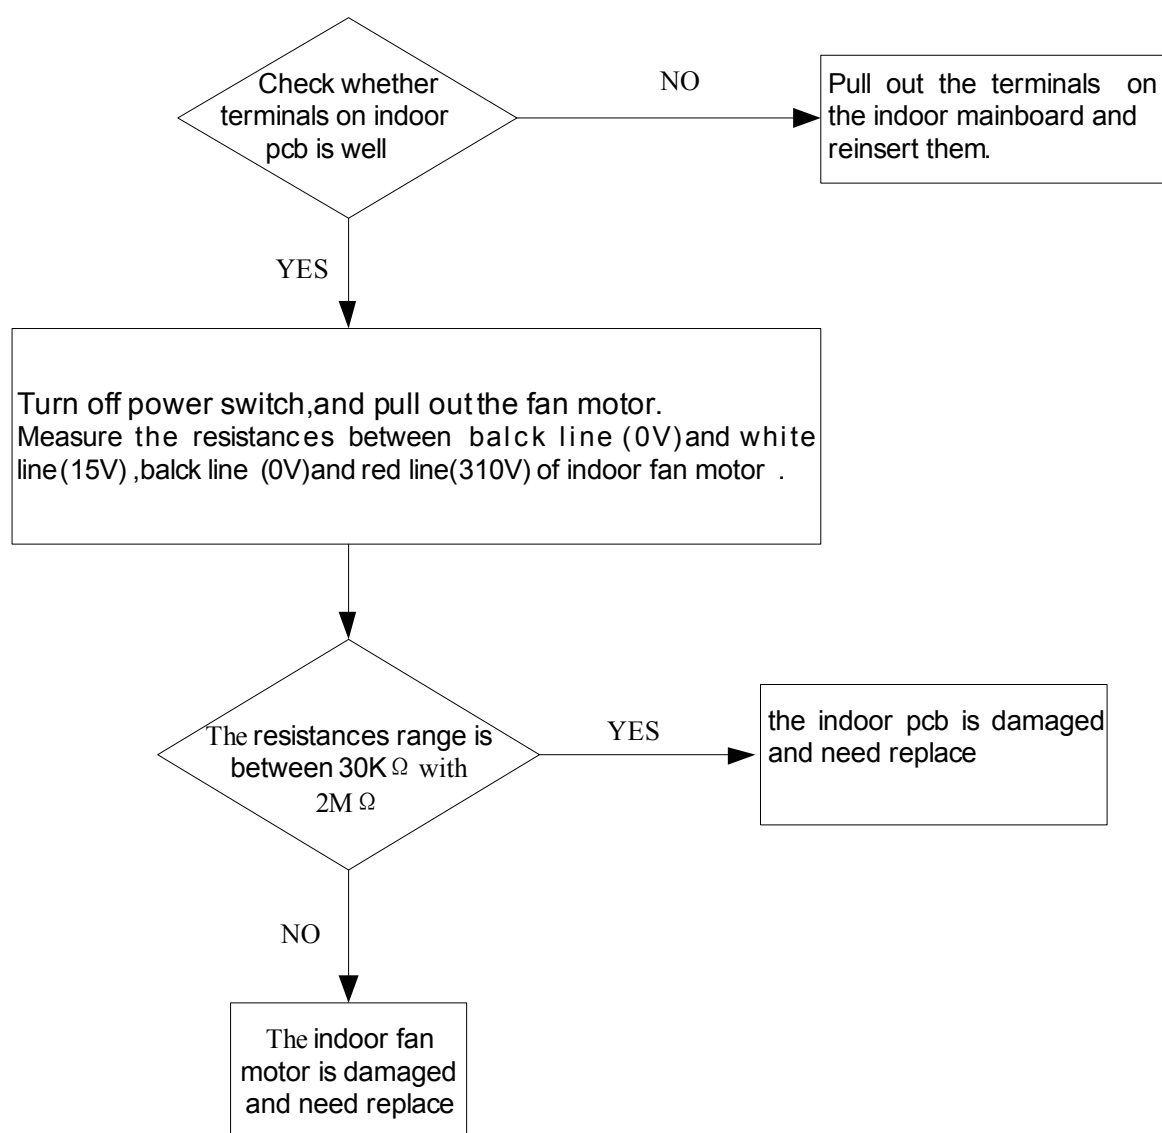 Check whether
terminals on indoor
pcb is well
NO
Pull out the terminals on
the indoor mainboard and
reinsert them.
YES
Turn off power switch,and pull out the fan motor.
Measure the resistances between balck line (0V)and white
line(15V) ,balck line (0V)and red line(310V) of indoor fan motor .
The resistances range is
between 30K Ω with
2M Ω
YES
the indoor pcb is damaged
and need replace
NO
The indoor fan
motor is damaged
and need replace